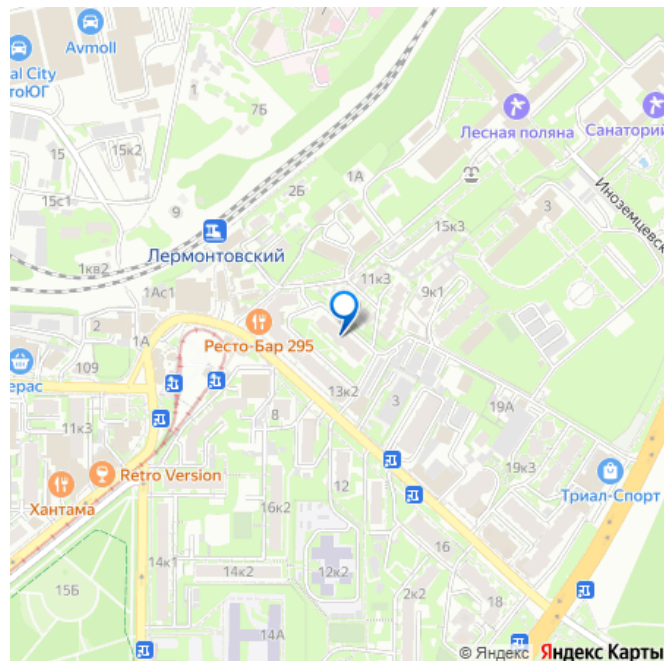 Avmoll
al City
тоЮГ
7Б
1
15
15к2
15с1
9
2Б
1А
Лесная поляна
Санаторий
3
Иноземцевск
15к3
Лермонтовский
1кв2
1Ас1
11к3
9к1
2
1А
Ресто-Бар 295
109
ерас
13к2
3
19А
8
11к3
Retro Version
19к3
Хантама
12
Триал-Спорт
16к2
16
14к1
14к2
12к2
15Б
2к2
18
14А
© Яндекс Яндекс Карты